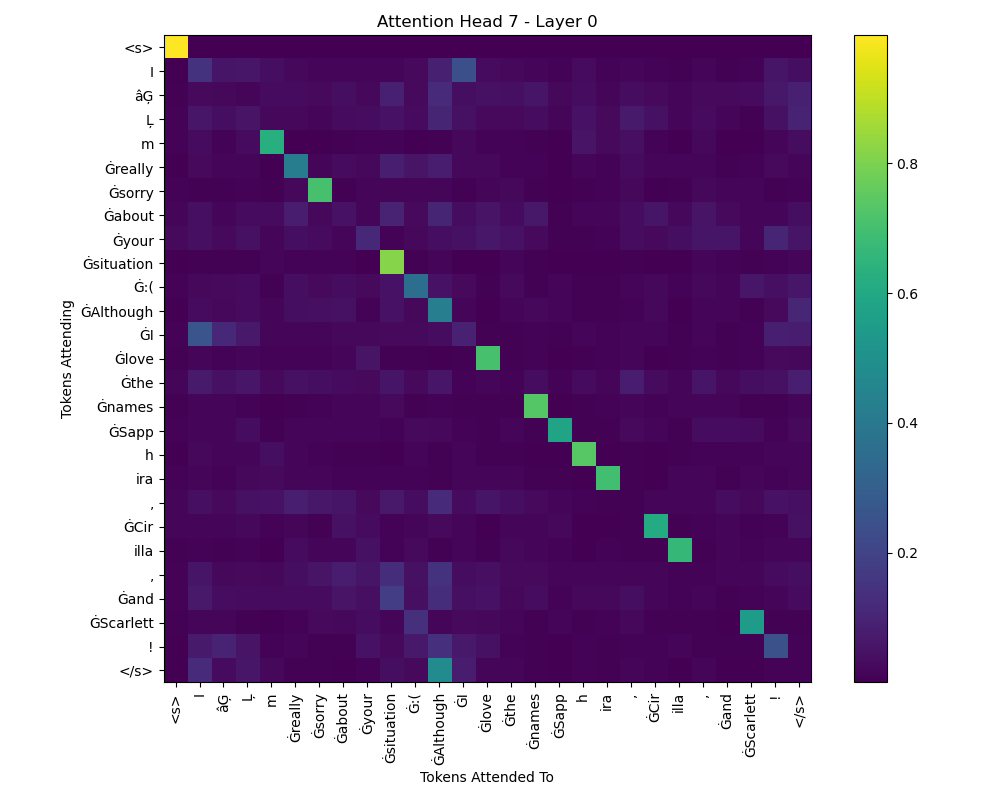 Attention Head 7 - Layer 0
Tokens Attending
<s>
I
âĢ
Ļ
m
Ġreally
Ġsorry
Ġabout
Ġyour
Ġsituation
Ġ:(
ĠAlthough
ĠI
Ġlove
Ġthe
Ġnames
ĠSapp
h
ira
,
ĠCir
illa
,
Ġand
ĠScarlett
!
</s>
<s>
I
âĢ
Ļ
m
Ġreally
Ġsorry
Ġabout
Ġyour
Ġsituation
Ġ:(
ĠAlthough
ĠI
Ġlove
Ġthe
Ġnames
ĠSapp
h
ira
,
ĠCir
illa
,
Ġand
ĠScarlett
!
</s>
Tokens Attended To
0.8
0.6
0.4
0.2